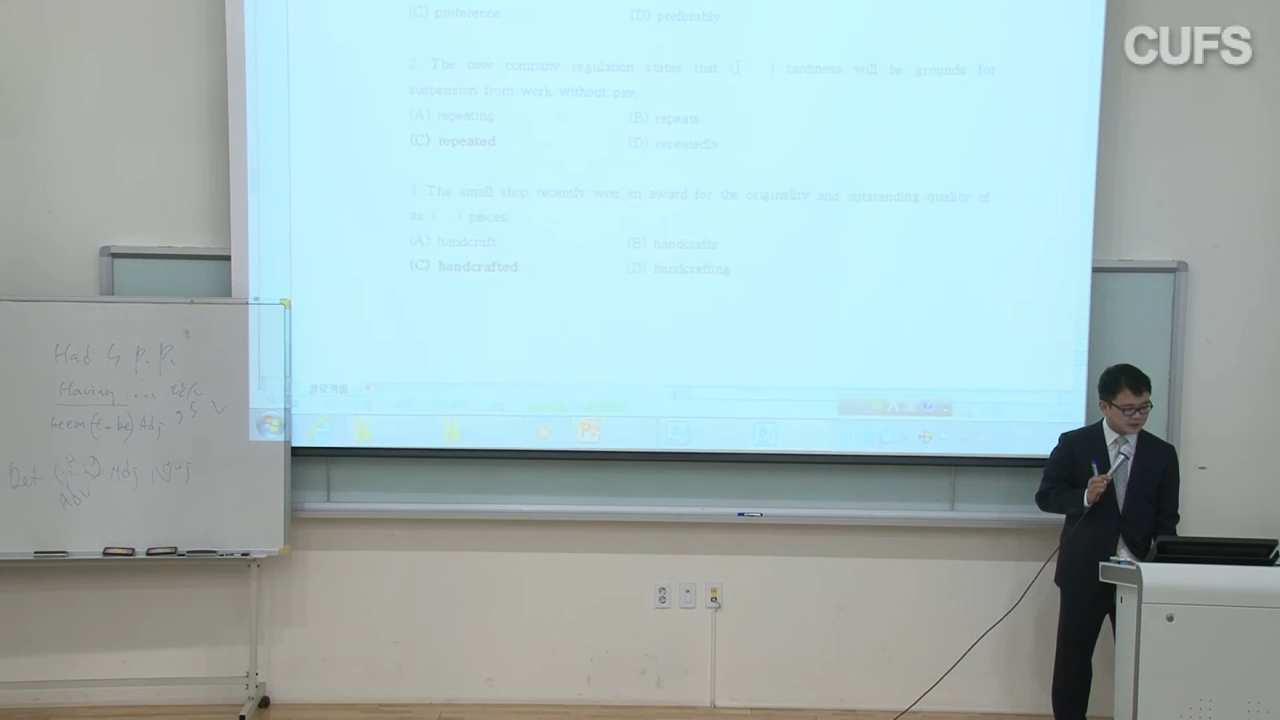 CUFS
(C) preference (D) preferably
2 The new company regulation states that ( ) tardiness will be grounds for
suspension from work without pay.
(A) repeating (B) repeats
(C) repeated (D) repeatedly
3 The small shop recently won an award for the originality and outstanding quality of
its ( ) pieces.
(A) handcraft (B) handcrafts
(C) handcrafted (D) handcrafting
Had
Having
Seem (to be) Adj
Det Adj
Adv